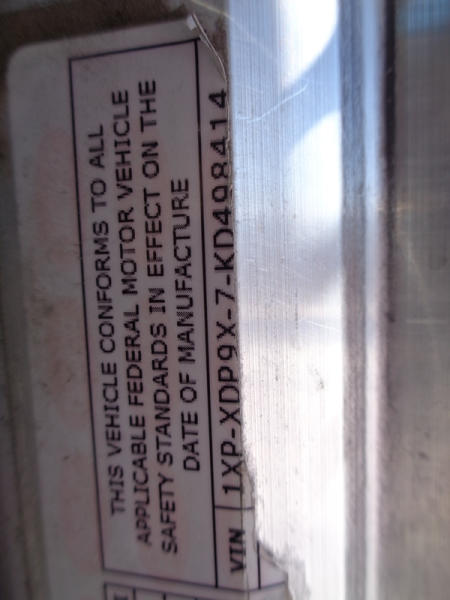 THIS VEHICLE CONFORMS TO ALL
APPLICABLE FEDERAL MOTOR VEHICLE
SAFETY STANDARDS IN EFFECT ON THE
DATE OF MANUFACTURE
VIN 1XP-XDP9X-7-KD498414